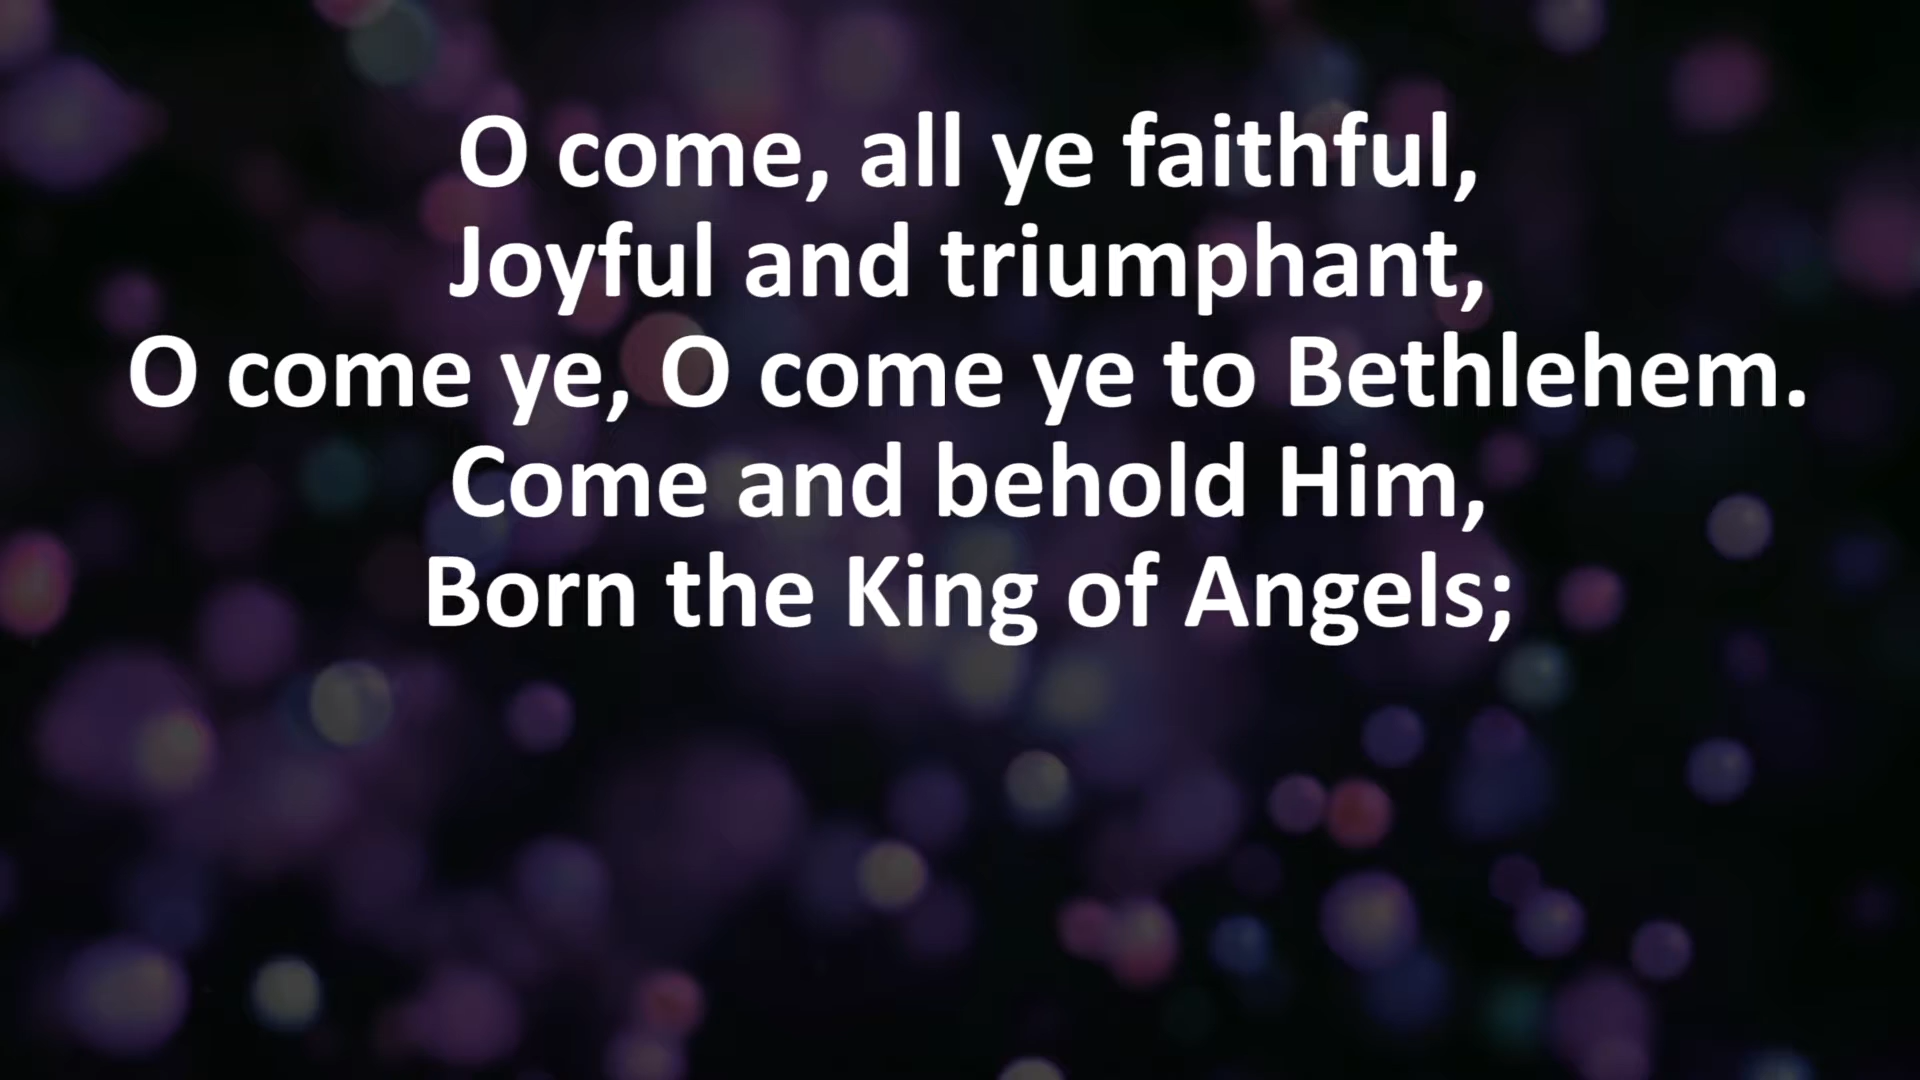 O come, all ye faithful,
Joyful and triumphant,
O come ye, O come ye to Bethlehem.
Come and behold Him,
Born the King of Angels;